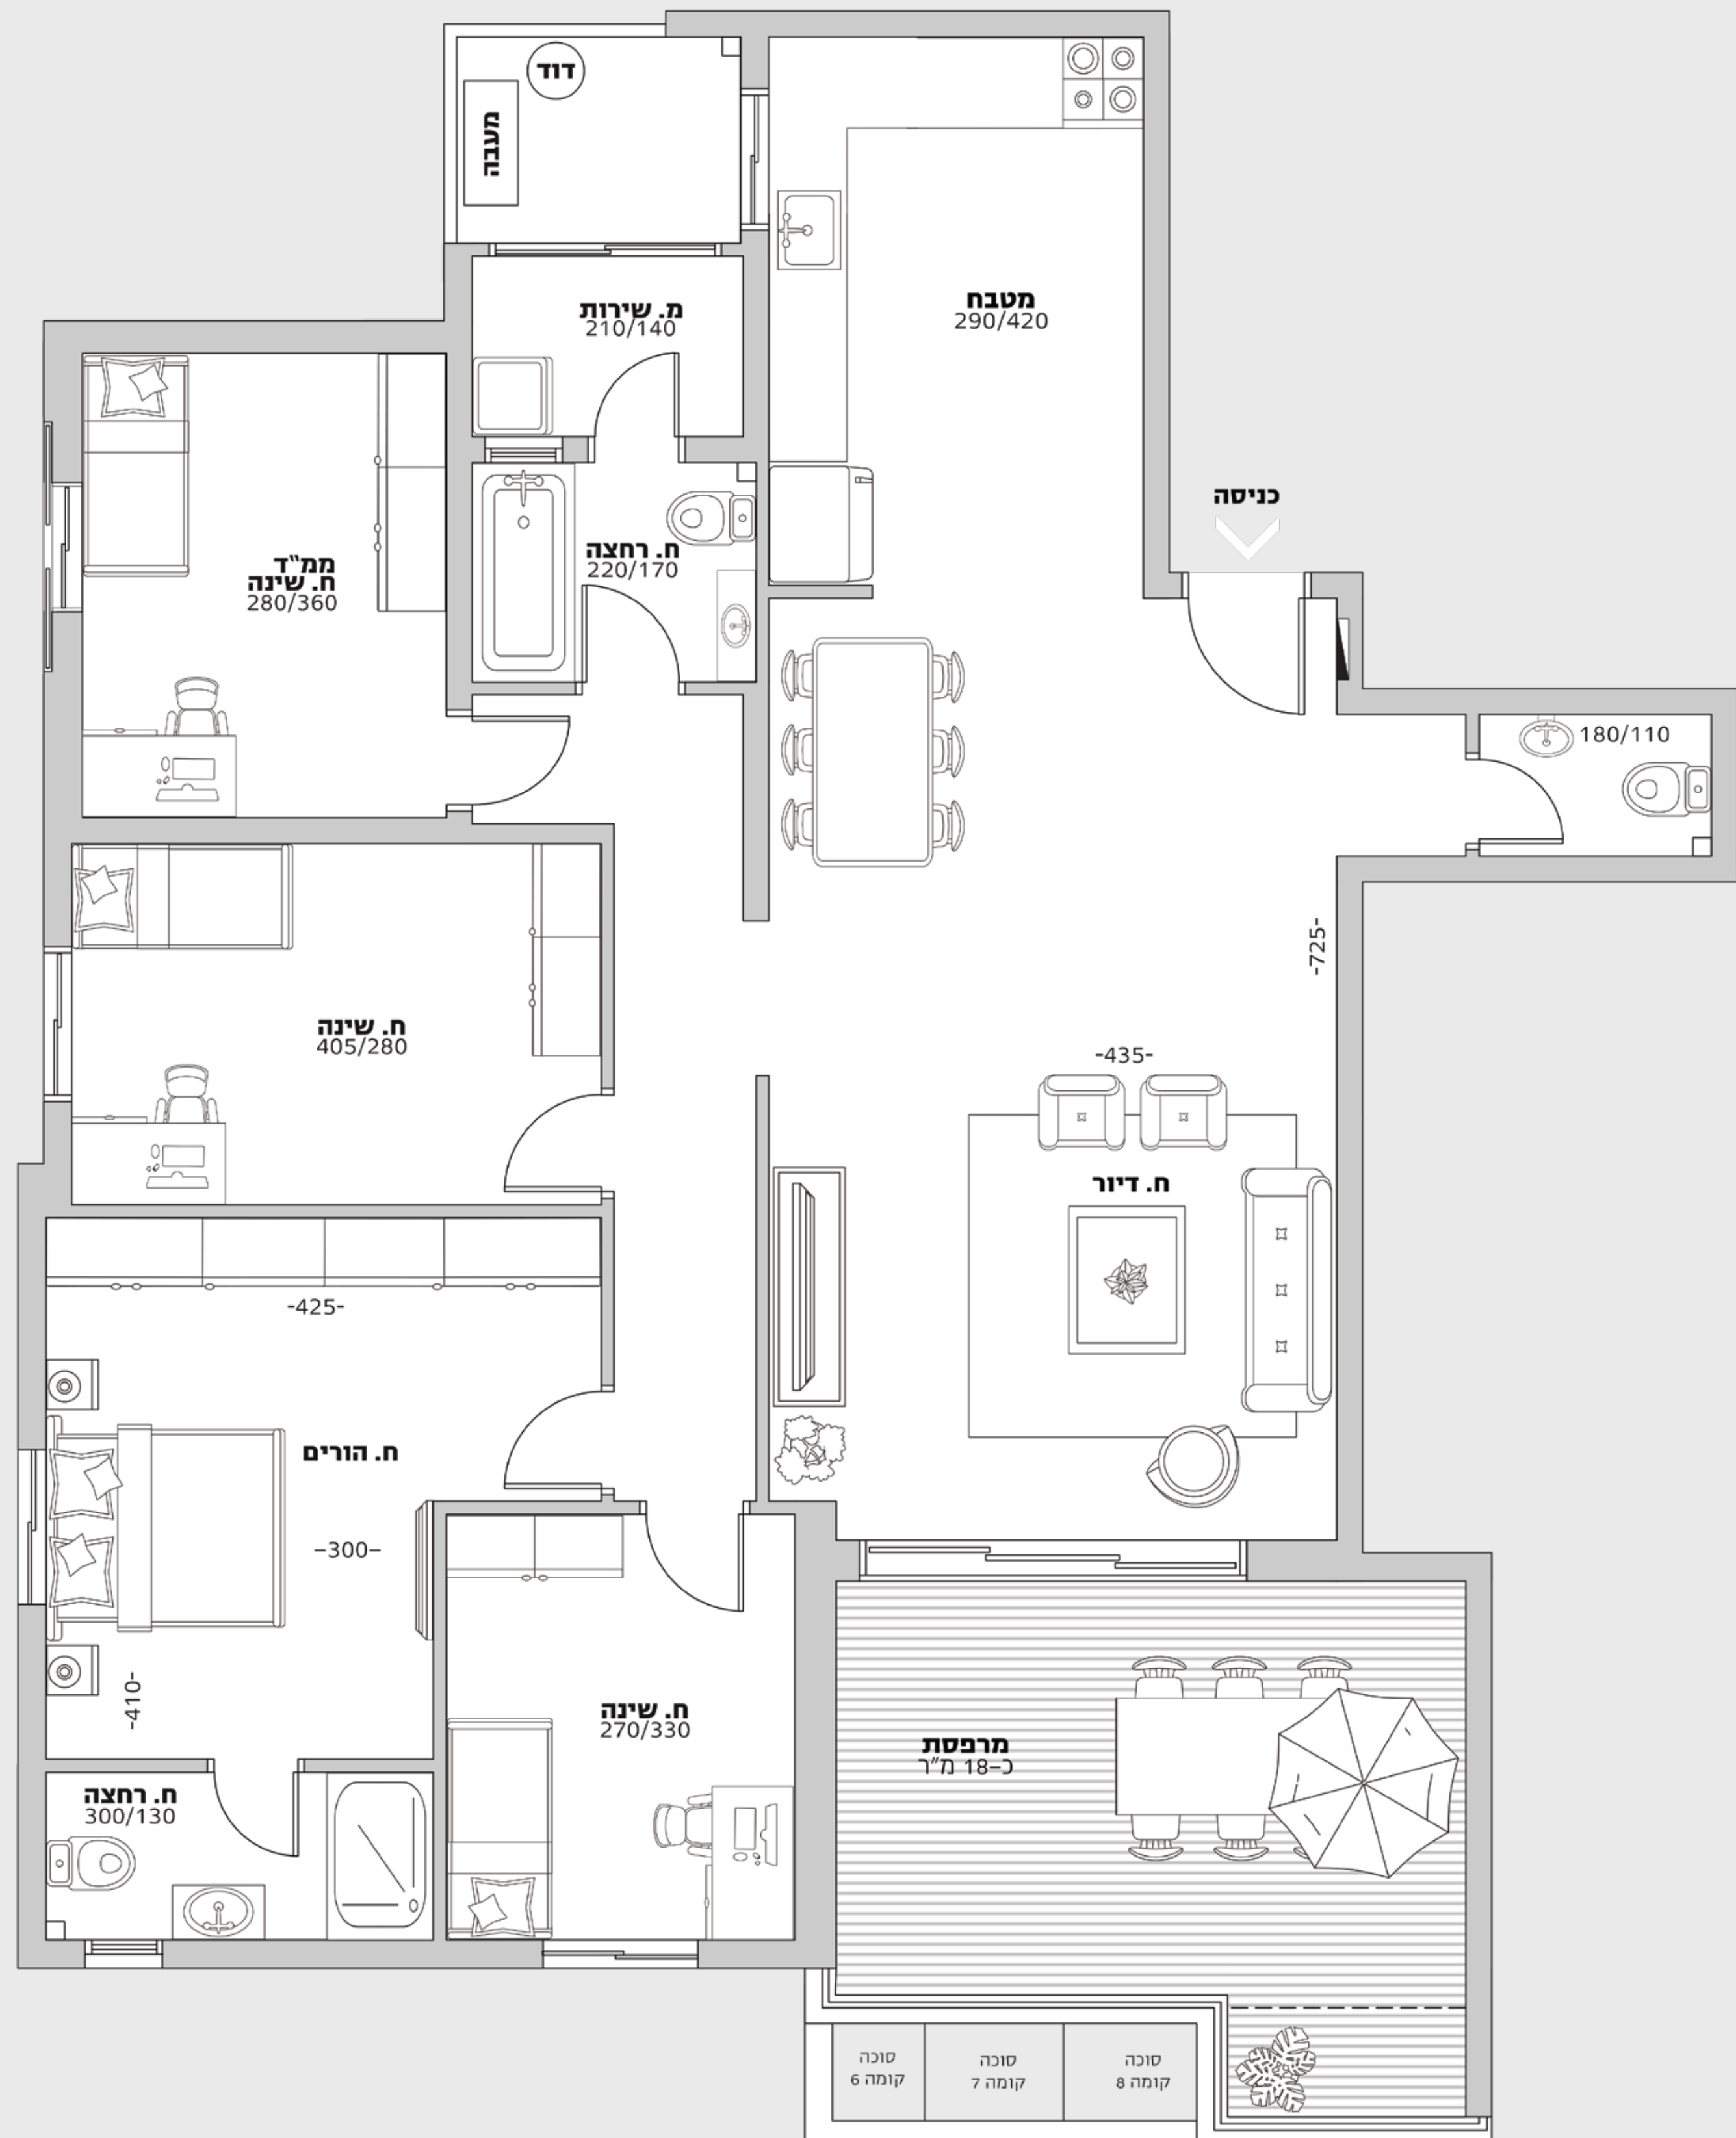 דוד
מעבה
מ. שירות
210/140
מטבח
290/420
כניסה
ח. רחצה
220/170
ממ"ד
ח. שינה
280/360
180/110
-725-
ח. שינה
405/280
-435-
ח. דיור
-425-
ח. הורים
–300–
-410-
ח. שינה
270/330
מרפסת
כ–18 מ"ר
ח. רחצה
300/130
סוכה
קומה 6
סוכה
קומה 7
סוכה
קומה 8